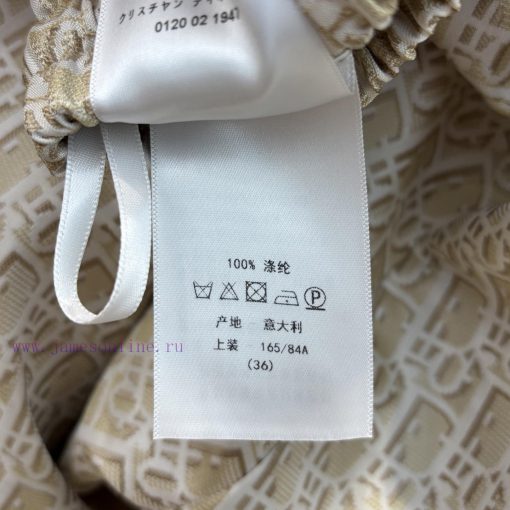 クリスチャン ディオ
0120 02 1947
100% 涤纶
产地 意大利
上装 165/84A
(36)
www.jamesonline.ru